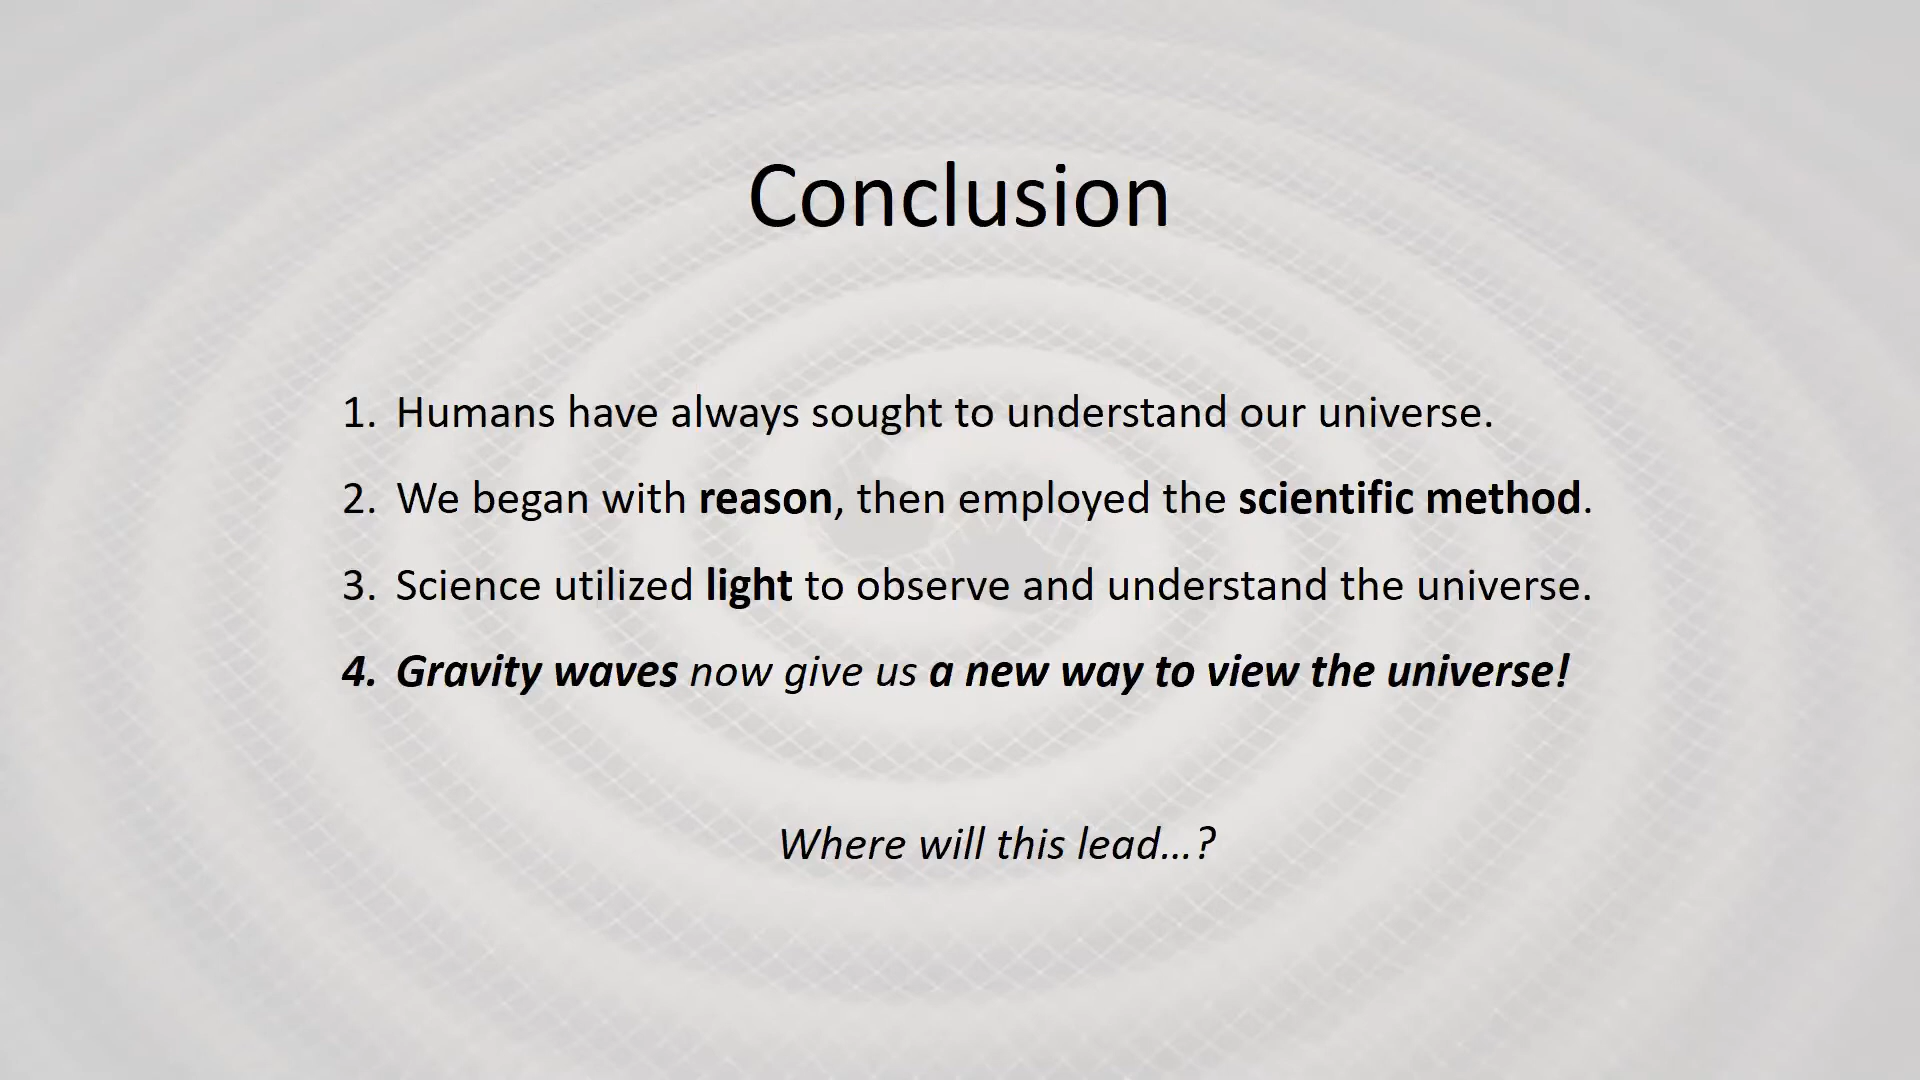 Conclusion
1. Humans have always sought to understand our universe.
2. We began with reason, then employed the scientific method.
3. Science utilized light to observe and understand the universe.
4. Gravity waves now give us a new way to view the universe!
Where will this lead…?